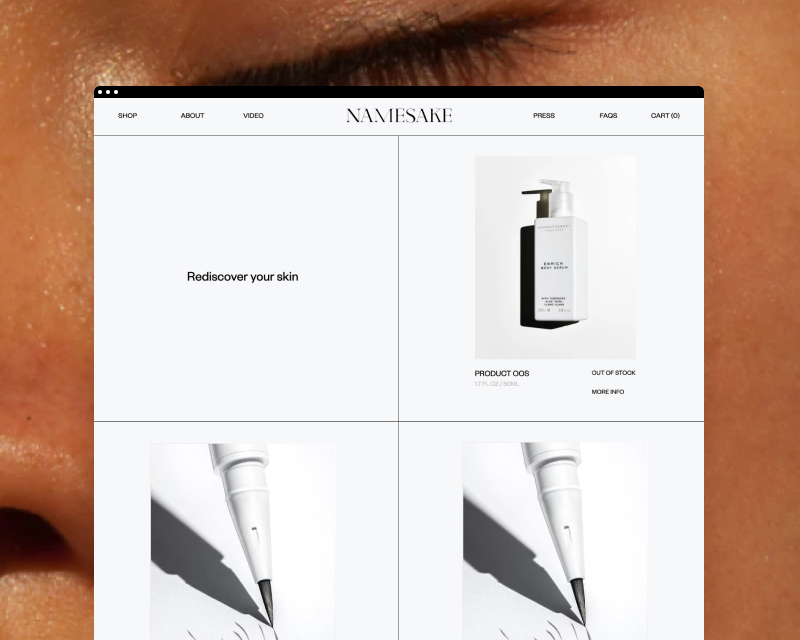 SHOP
ABOUT
VIDEO
NAMESAKE
PRESS
FAQS
CART (0)
Rediscover your skin
ENRICH
BODY SERUM
PRODUCT OOS
1.7 FL OZ / 50ML
OUT OF STOCK
MORE INFO